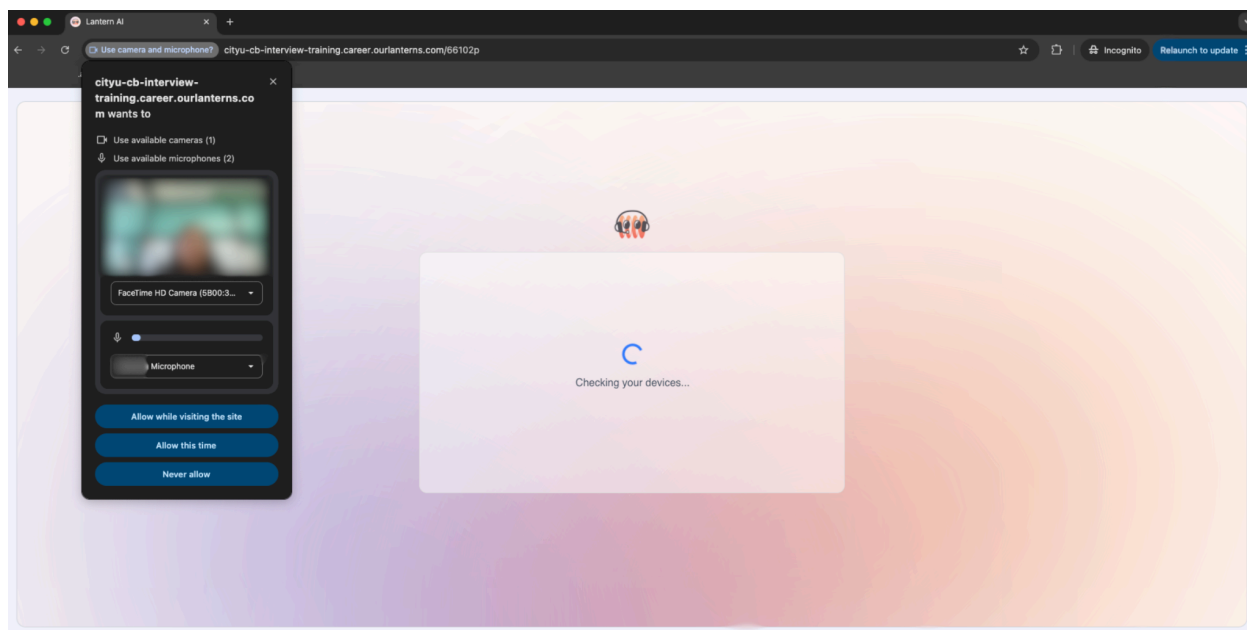 Lantern AI
Use camera and microphone?
cityu-cb-interview-training.career.ourlanterns.com/66102p
Incognito
Relaunch to update
cityu-cb-interview-
training.career.ourlanterns.co
m wants to
Use available cameras (1)
Use available microphones (2)
FaceTime HD Camera (5B00:3...
Microphone
Allow while visiting the site
Allow this time
Never allow
Checking your devices...